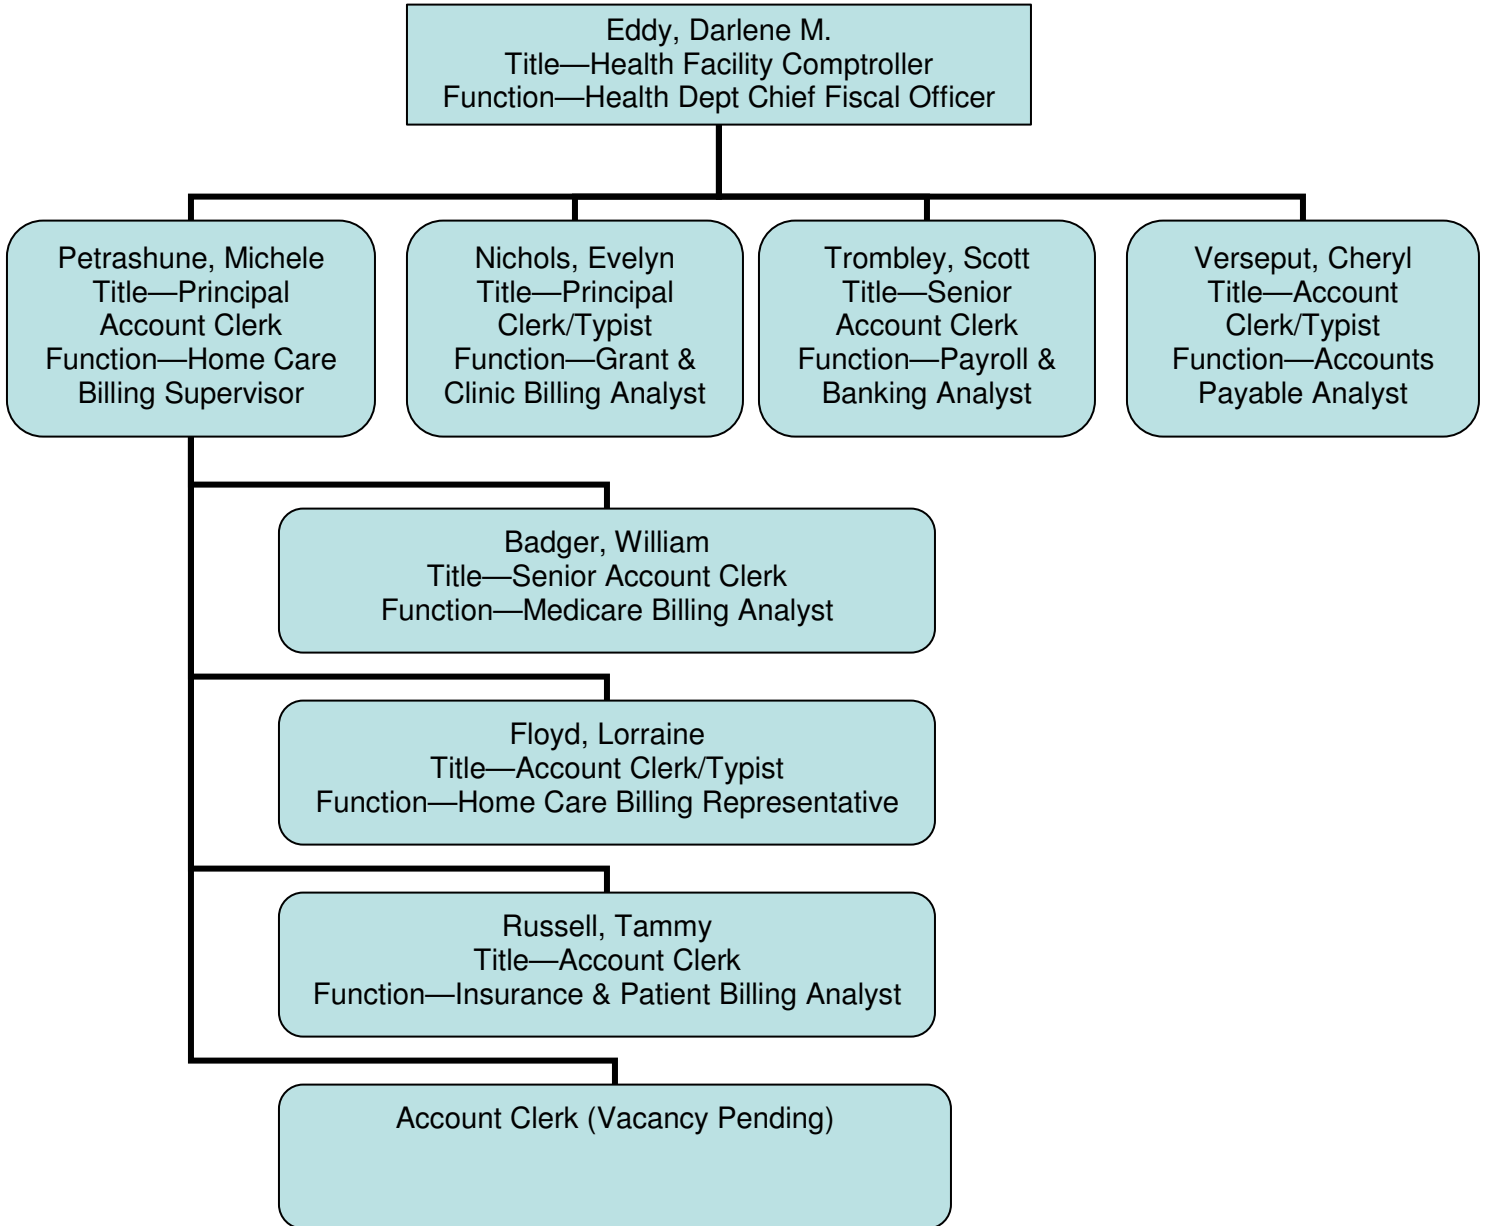 Eddy, Darlene M.
Title—Health Facility Comptroller
Function—Health Dept Chief Fiscal Officer
Petrashune, Michele
Title—Principal
Account Clerk
Function—Home Care
Billing Supervisor
Nichols, Evelyn
Title—Principal
Clerk/Typist
Function—Grant &
Clinic Billing Analyst
Trombley, Scott
Title—Senior
Account Clerk
Function—Payroll &
Banking Analyst
Verseput, Cheryl
Title—Account
Clerk/Typist
Function—Accounts
Payable Analyst
Badger, William
Title—Senior Account Clerk
Function—Medicare Billing Analyst
Floyd, Lorraine
Title—Account Clerk/Typist
Function—Home Care Billing Representative
Russell, Tammy
Title—Account Clerk
Function—Insurance & Patient Billing Analyst
Account Clerk (Vacancy Pending)